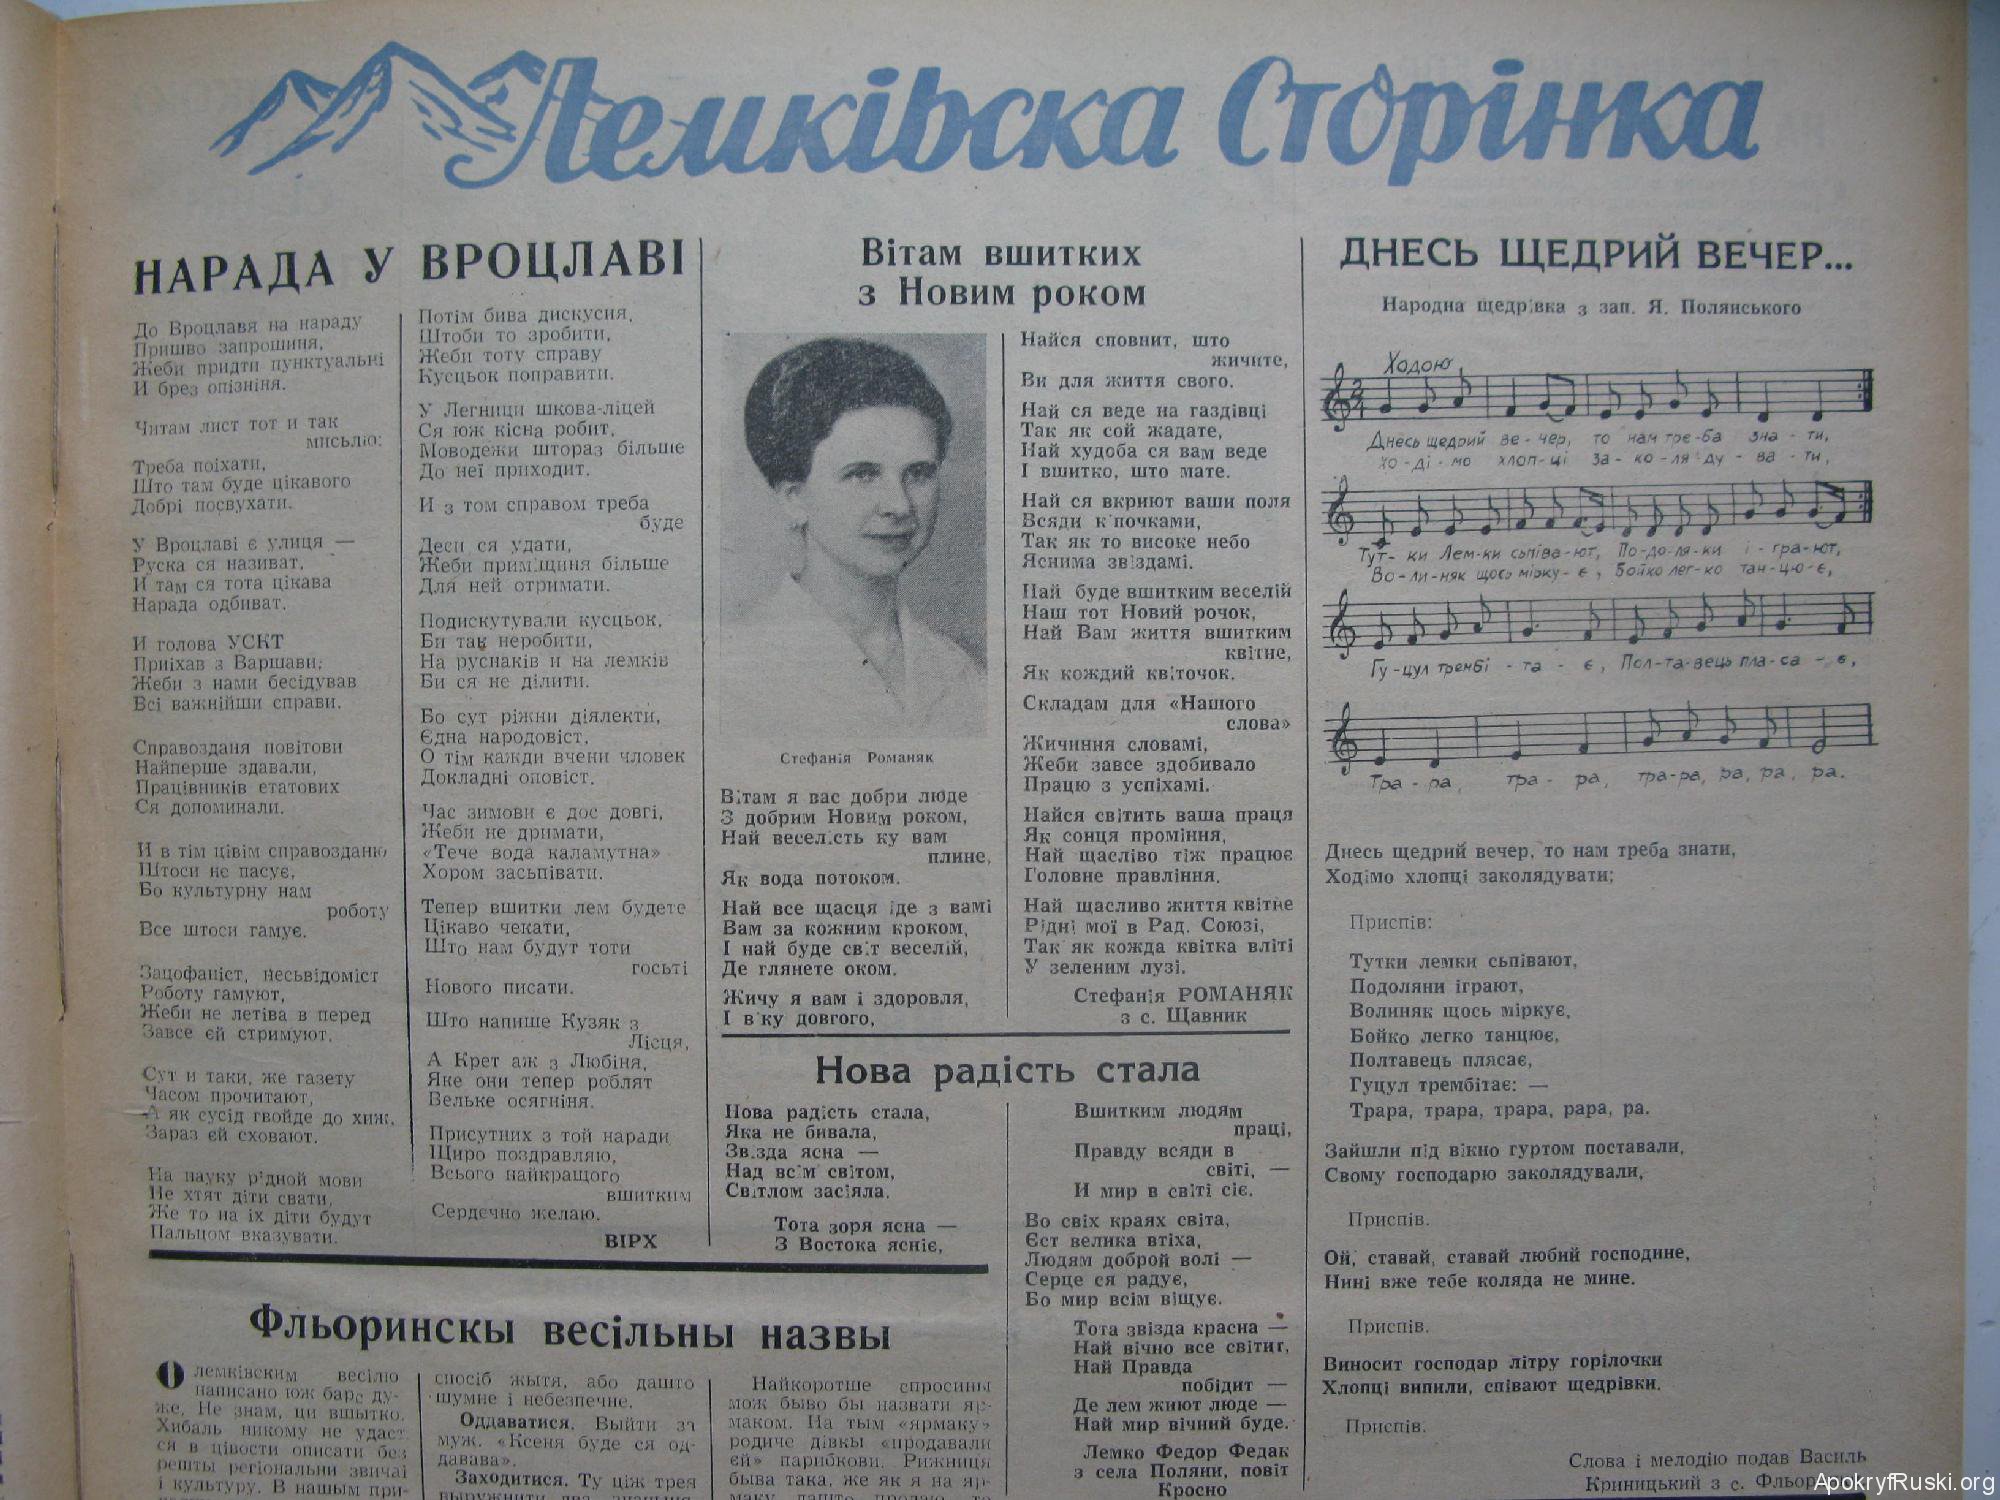 Лемківска Сторінка
НАРАДА У ВРОЦЛАВІ
До Вроцлавя на нараду
Пришво запрошиня,
Жеби придти пунктуальні
И брез опізніня.
Читам лист тот и так
мисьлю:
Треба поїхати,
Што там буде цікавого
Добрі посвухати.
У Вроцлаві є улиця —
Руска ся називат,
И там ся тота цікава
Нарада одбиват.
И голова УСКТ
Приїхав з Варшави;
Жеби з нами бесідував
Всі важнійши справи.
Справозданя повітови
Найперше здавали,
Працівників етатових
Ся допоминали.
И в тім цівім справозданю
Штоси не пасує,
Бо культурну нам
роботу
Все штоси гамує.
Зацофаніст, несьвідоміст
Роботу гамуют,
Жеби не летіва в перед
Завсе єй стримуют.
Сут и таки, же газету
Часом прочитают,
А як сусід гвойде до хиж,
Зараз єй сховают.
На науку рідной мови
Не хтят діти свати,
Же то на їх діти будут
Пальцом вказувати.
Потім бива дискусия,
Штоби то зробити,
Жеби тоту справу
Кусцьок поправити.
У Легници шкова-ліцей
Ся юж кісна робит,
Моводежи штораз більше
До неї приходит.
И з том справом треба
буде
Деси ся удати,
Жеби приміщиня більше
Для ней отримати.
Подискутували кусцьок,
Би так неробити,
На руснаків и на лемків
Би ся не ділити.
Бо сут ріжни діялекти,
Єдна народовіст,
О тім кажди вчени чловек
Докладні оповіст.
Час зимови є дос довгі,
Жеби не дримати,
«Тече вода каламутна»
Хором засьпівати.
Тепер вшитки лем будете
Цікаво чекати,
Што нам будут тоти
госьті
Нового писати.
Што напише Кузяк з
Лісця,
А Крет аж з Любіня,
Яке они тепер роблят
Вельке осягніня.
Присутних з той наради
Щиро поздравляю,
Всього найкращого
вшитким
Сердечно желаю.
ВІРХ
Вітам вшитких
з Новим роком
Стефанія Романяк
Вітам я вас добри люде
З добрим Новим роком,
Най веселість ку вам
плине,
Як вода потоком.
Най все щасця іде з вамі
Вам за кожним кроком,
І най буде світ веселій,
Де глянете оком.
Жичу я вам і здоровля,
І віку довгого,
Найся сповнит, што
жичите,
Ви для життя свого.
Най ся веде на газдівці
Так як сой жадате,
Най худоба ся вам веде
І вшитко, што мате.
Най ся вкриют ваши поля
Всяди к'почками,
Так як то високе небо
Яснима звіздамі.
Най буде вшитким веселій
Наш тот Новий рочок,
Най Вам життя вшитким
квітне,
Як кождий квіточок.
Складам для «Нашого
слова»
Жичиння словамі,
Жеби завсе здобивало
Працю з успіхамі.
Найся світить ваша праця
Як сонця проміння,
Най щасліво тіж працює
Головне правління.
Най щасливо життя квітне
Рідні мої в Рад. Союзі,
Так як кожда квітка вліті
У зеленим лузі.
Стефанія РОМАНЯК
з с. Щавник
Нова радість стала
Нова радість стала,
Яка не бивала,
Звізда ясна —
Над всім світом,
Світлом засіяла.
Тота зоря ясна —
З Востока ясніє,
Вшитким людям
праці,
Правду всяди в
світі, —
И мир в світі сіє.
Во свіх краях світа,
Єст велика втіха,
Людям доброй волі —
Серце ся радує,
Бо мир всім віщує.
Тота звізда красна —
Най вічно все світит,
Най Правда
побідит —
Де лем жиют люде —
Най мир вічний буде.
Лемко Федор Федак
з села Поляни, повіт
Кросно
ДНЕСЬ ЩЕДРИЙ ВЕЧЕР...
Народна щедрівка з зап. Я. Полянського
Ходою
2/4
Днесь щедрий ве-чер, то нам тре-ба зна-ти,
хо-ді-мо хлоп-ці за-ко-ля-ду-ва-ти,
Тут-ки Лем-ки сьпіва-ют, По-до-ля-ки і-гра-ют,
Во-ли-няк щось мірку-є, Бойко лег-ко тан-цю-є,
Гу-цул трембі-та-є, Пол-та-вець пла-са-є,
Тра-ра, тра-ра, тра-ра, ра, ра, ра.
Днесь щедрий вечер, то нам треба знати,
Ходімо хлопці заколядувати;
Приспів:
Тутки лемки сьпівают,
Подоляни іграют,
Волиняк щось міркує,
Бойко легко танцює,
Полтавець плясає,
Гуцул трембітає: —
Трара, трара, трара, рара, ра.
Зайшли під вікно гуртом поставали,
Свому господарю заколядували,
Приспів.
Ой, ставай, ставай любий господине,
Нині вже тебе коляда не мине.
Приспів.
Виносит господар літру горілочки
Хлопці випили, співают щедрівки.
Приспів.
Слова і мелодію подав Василь
Криницький з с. Фльор
Фльоринскы весільны назвы
О лемківским весілю
написано юж барс ду-
же. Не знам, ци вшытко.
Хибаль никому не удаст
ся в цівости описати без
решты регіональни звичаї
і культуру. В нашым при-
спосіб жытя, або дашто
шумне і небезпечне.
Оддаватися. Выйти за
муж. «Ксеня буде ся од-
давава».
Заходитися. Ту ціж трея
Найкоротше спросины
мож было бы назвати яр-
маком. На тым «ярмаку»
родиче дівкы «продавали
єй» парибкови. Рижниця
быва така, же як я на яр-
ApokryfRuski.org